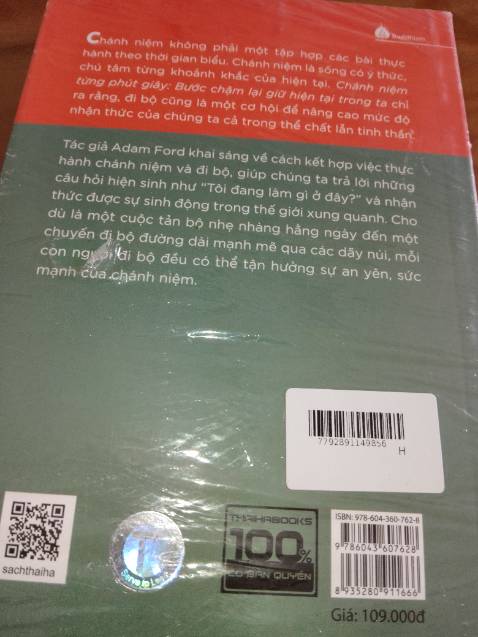 Buddhism
Chánh niệm không phải một tập hợp các bài thực
hành theo thời gian biểu. Chánh niệm là sống có ý thức,
chú tâm từng khoảnh khắc của hiện tại. Chánh niệm
từng phút giây: Bước chậm lại giữ hiện tại trong ta chỉ
ra rằng, đi bộ cũng là một cơ hội để nâng cao mức độ
nhận thức của chúng ta cả trong thể chất lẫn tinh thần.
Tác giả Adam Ford khai sáng về cách kết hợp việc thực
hành chánh niệm và đi bộ, giúp chúng ta trả lời những
câu hỏi hiện sinh như "Tôi đang làm gì ở đây?" và nhận
thức được sự sinh động trong thế giới xung quanh. Cho
dù là một cuộc tản bộ nhẹ nhàng hằng ngày đến một
chuyến đi bộ đường dài mạnh mẽ qua các dãy núi, mỗi
con người đi bộ đều có thể tận hưởng sự an yên, sức
mạnh của chánh niệm.
7792891149856
H
sachthaiha
THAIHABOOKS
100%
CÓ BẢN QUYỀN
ISBN: 978-604-360-762-8
9 786043 607628
8 935280 911666
Giá: 109.000đ